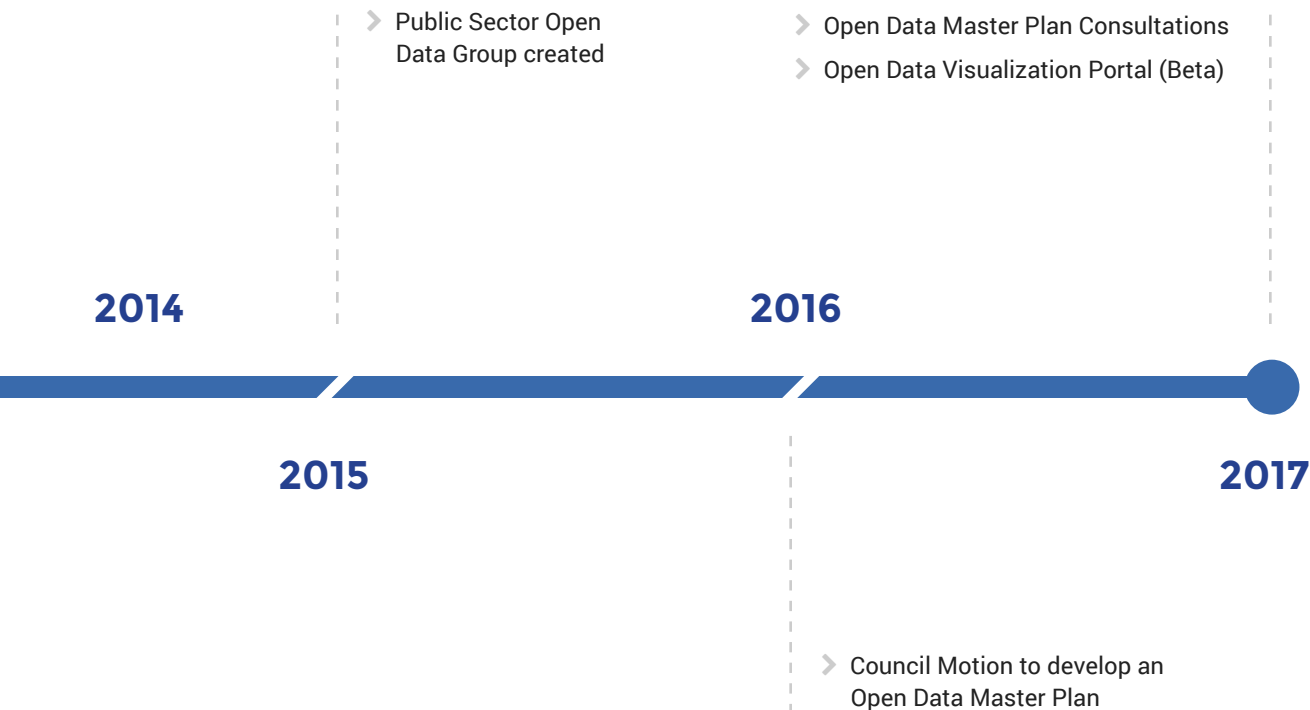 Public Sector Open
Data Group created
Open Data Master Plan Consultations
Open Data Visualization Portal (Beta)
2014
2016
2015
2017
Council Motion to develop an
Open Data Master Plan